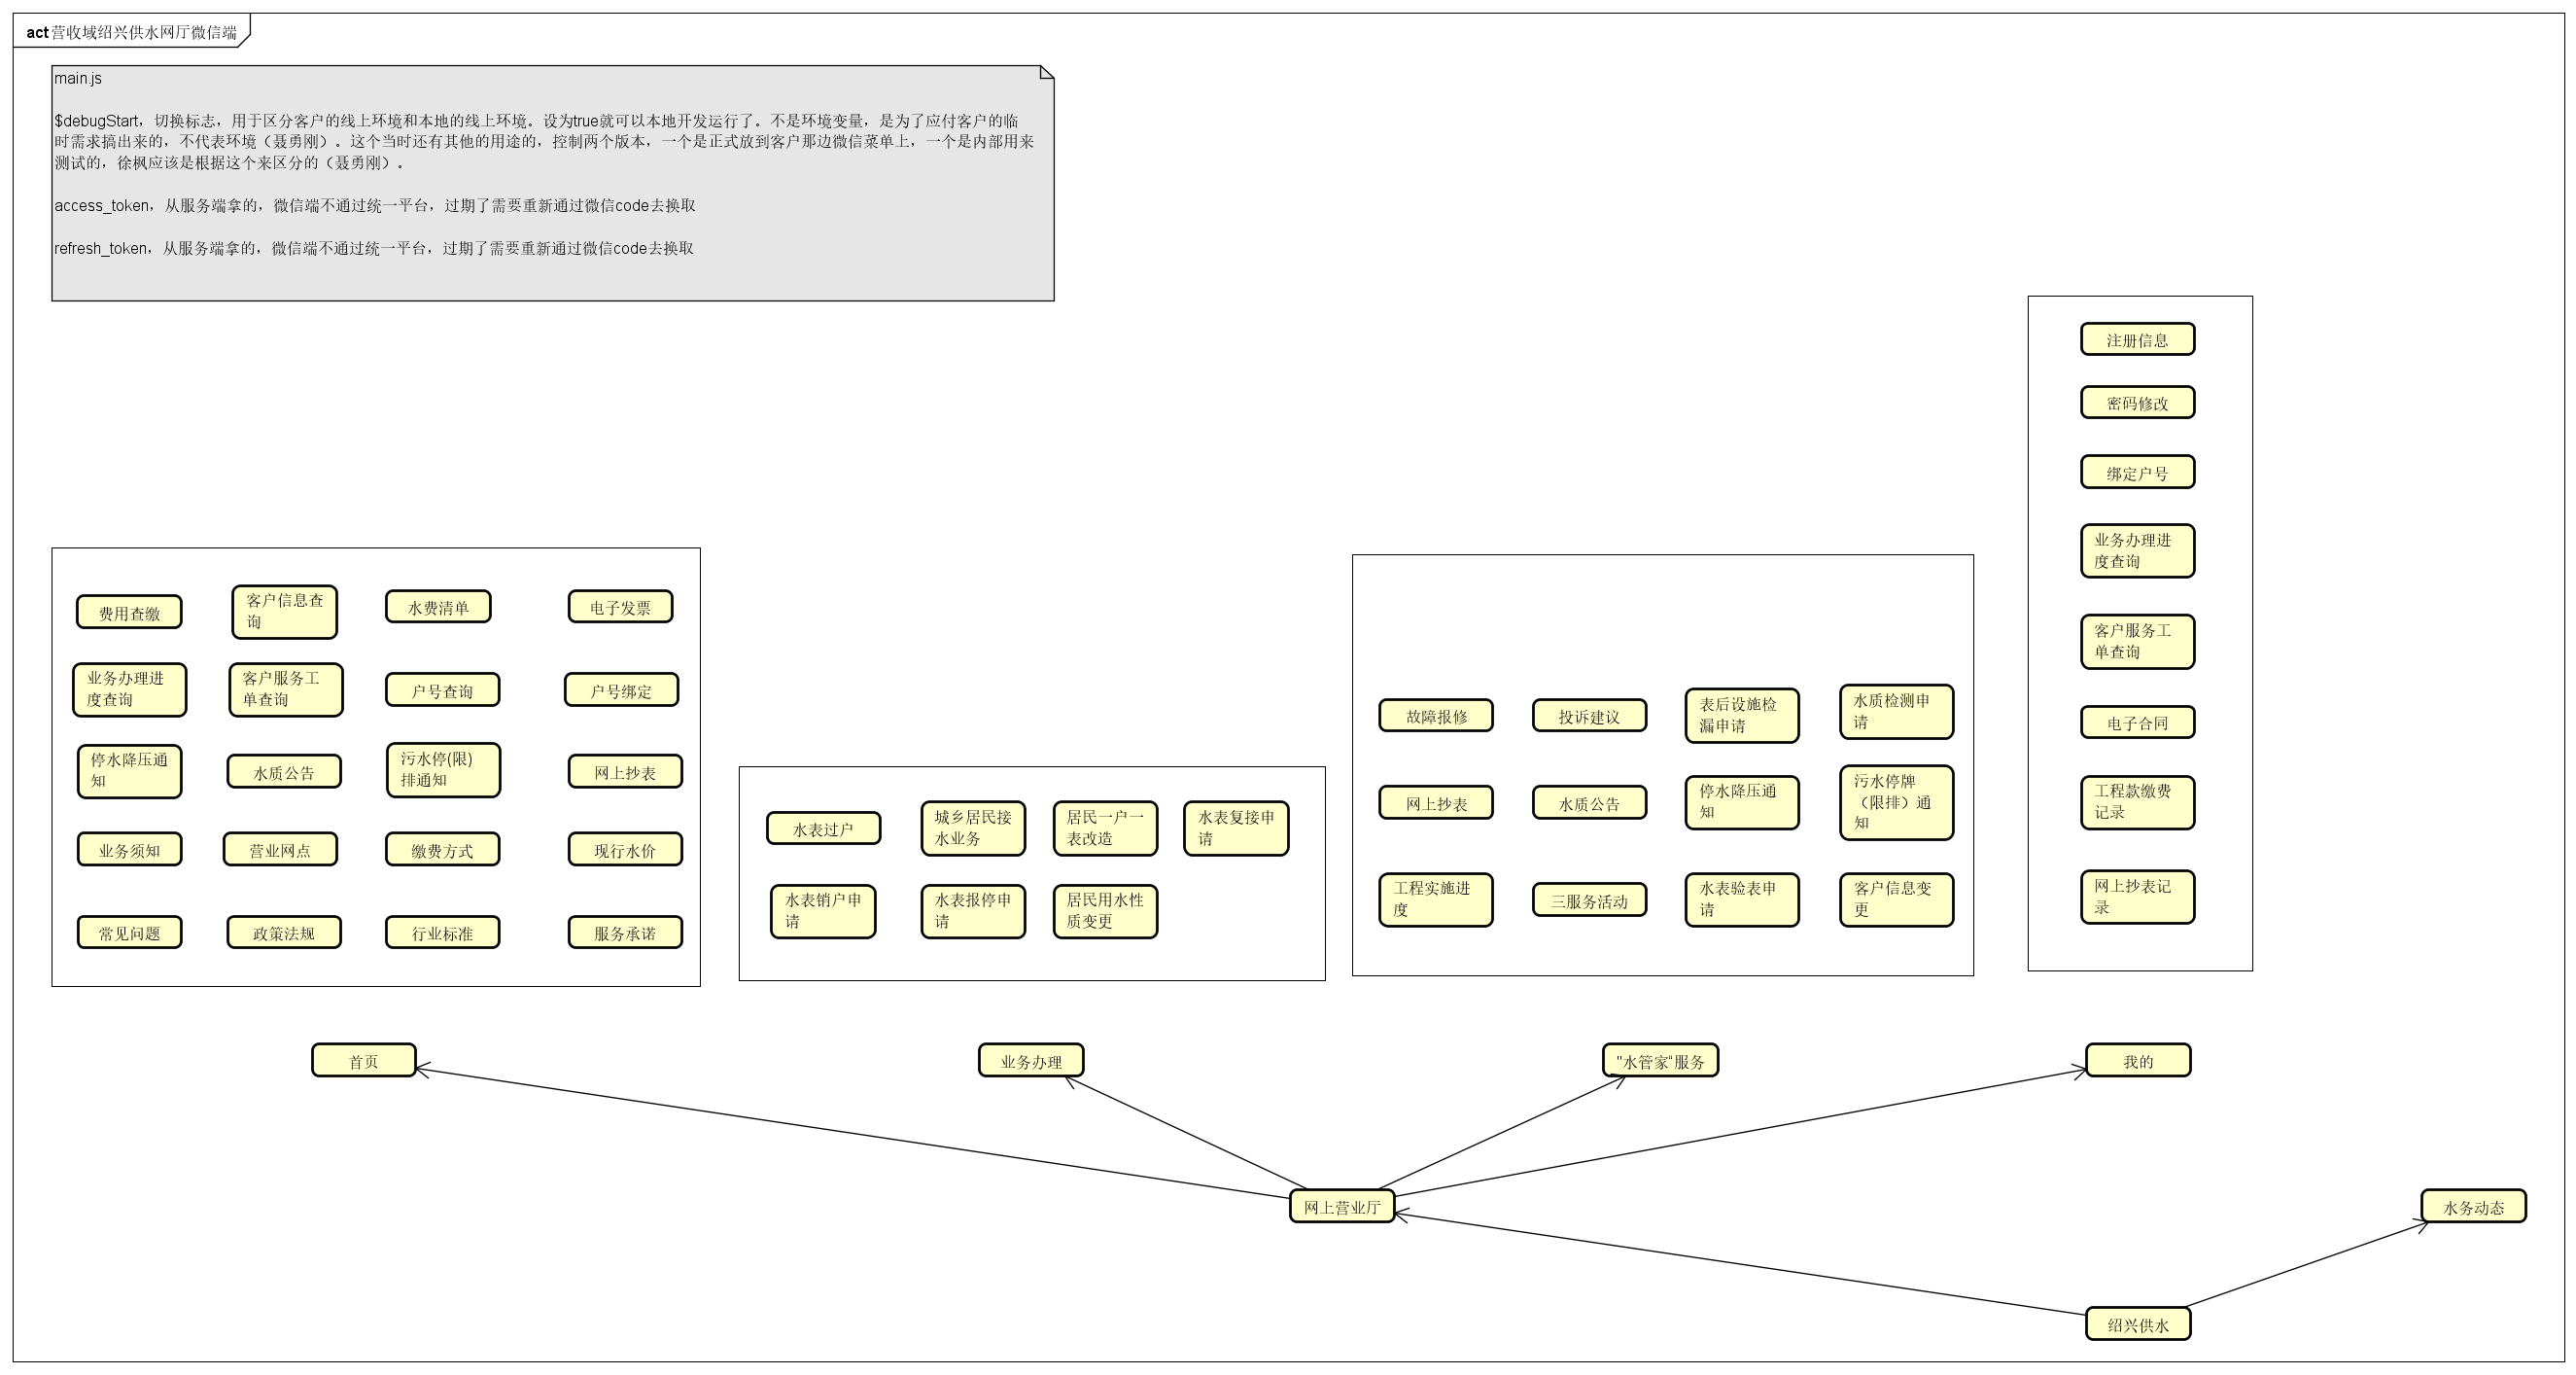 act 营收域绍兴供水网厅微信端
main.js
$debugStart，切换标志，用于区分客户的线上环境和本地的线上环境。设为true就可以本地开发运行了。不是环境变量，是为了应付客户的临
时需求搞出来的，不代表环境（聂勇刚）。这个当时还有其他的用途的，控制两个版本，一个是正式放到客户那边微信菜单上，一个是内部用来
测试的，徐枫应该是根据这个来区分的（聂勇刚）。
access_token，从服务端拿的，微信端不通过统一平台，过期了需要重新通过微信code去换取
refresh_token，从服务端拿的，微信端不通过统一平台，过期了需要重新通过微信code去换取
费用查缴
客户信息查
询
水费清单
电子发票
业务办理进
度查询
客户服务工
单查询
户号查询
户号绑定
停水降压通
知
水质公告
污水停(限)
排通知
网上抄表
业务须知
营业网点
缴费方式
现行水价
常见问题
政策法规
行业标准
服务承诺
水表过户
城乡居民接
水业务
居民一户一
表改造
水表复接申
请
水表销户申
请
水表报停申
请
居民用水性
质变更
故障报修
投诉建议
表后设施检
漏申请
水质检测申
请
网上抄表
水质公告
停水降压通
知
污水停牌
（限排）通
知
工程实施进
度
三服务活动
水表验表申
请
客户信息变
更
注册信息
密码修改
绑定户号
业务办理进
度查询
客户服务工
单查询
电子合同
工程款缴费
记录
网上抄表记
录
首页
业务办理
"水管家“服务
我的
网上营业厅
水务动态
绍兴供水